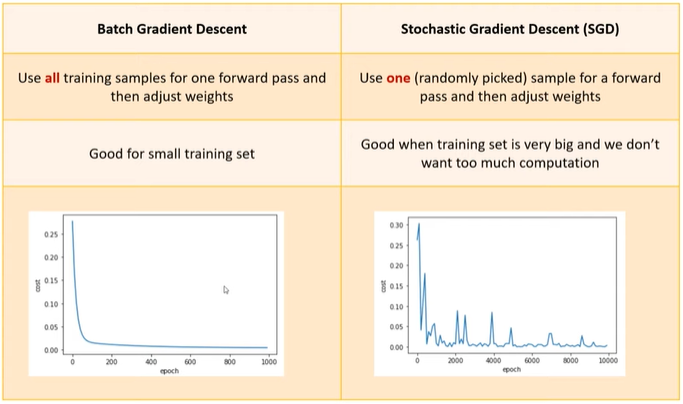 Batch Gradient Descent
Stochastic Gradient Descent (SGD)
Use all training samples for one forward pass and
then adjust weights
Use one (randomly picked) sample for a forward
pass and then adjust weights
Good for small training set
Good when training set is very big and we don't
want too much computation
0.25
0.20
0.15
0.10
0.05
0.00
cost
0 200 400 600 800 1000
epoch
0.30
0.25
0.20
0.15
0.10
0.05
0.00
cost
0 2000 4000 6000 8000 10000
epoch